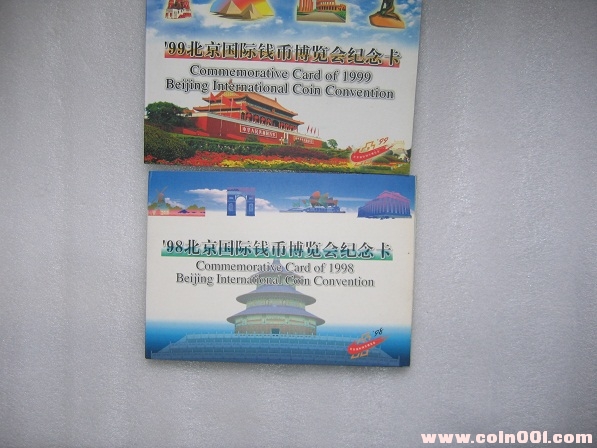 '99北京国际钱币博览会纪念卡
Commemorative Card of 1999
Beijing International Coin Convention
'99
'98北京国际钱币博览会纪念卡
Commemorative Card of 1998
Beijing International Coin Convention
'98
www.coin001.com